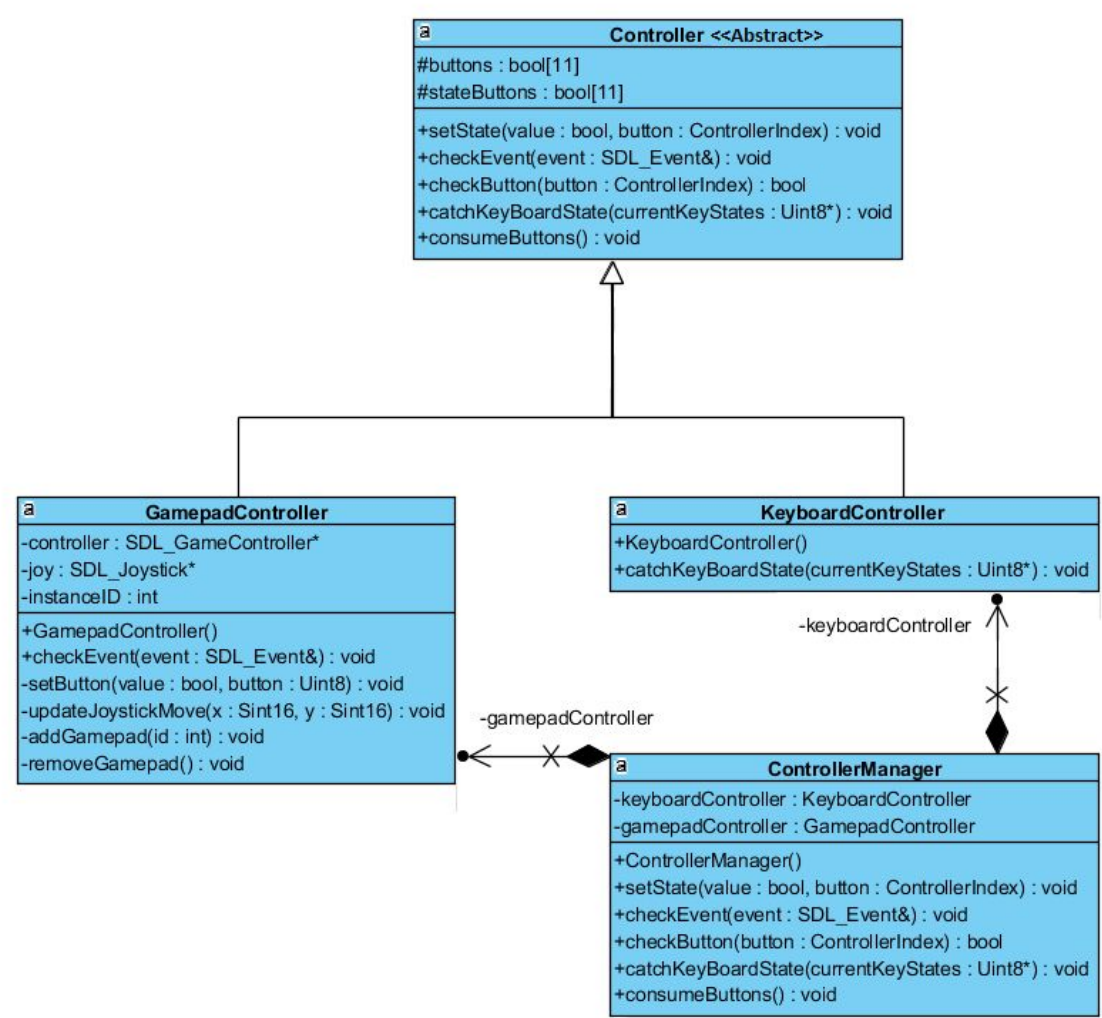 a
Controller <<Abstract>>
#buttons : bool[11]
#stateButtons : bool[11]
+setState(value : bool, button : ControllerIndex) : void
+checkEvent(event : SDL_Event&) : void
+checkButton(button : ControllerIndex) : bool
+catchKeyBoardState(currentKeyStates : Uint8*) : void
+consumeButtons() : void
a
GamepadController
-controller : SDL_GameController*
-joy : SDL_Joystick*
-instanceID : int
+GamepadController()
+checkEvent(event : SDL_Event&) : void
-setButton(value : bool, button : Uint8) : void
-updateJoystickMove(x : Sint16, y : Sint16) : void
-addGamepad(id : int) : void
-removeGamepad() : void
a
KeyboardController
+KeyboardController()
+catchKeyBoardState(currentKeyStates : Uint8*) : void
-keyboardController
-gamepadController
a
ControllerManager
-keyboardController : KeyboardController
-gamepadController : GamepadController
+ControllerManager()
+setState(value : bool, button : ControllerIndex) : void
+checkEvent(event : SDL_Event&) : void
+checkButton(button : ControllerIndex) : bool
+catchKeyBoardState(currentKeyStates : Uint8*) : void
+consumeButtons() : void